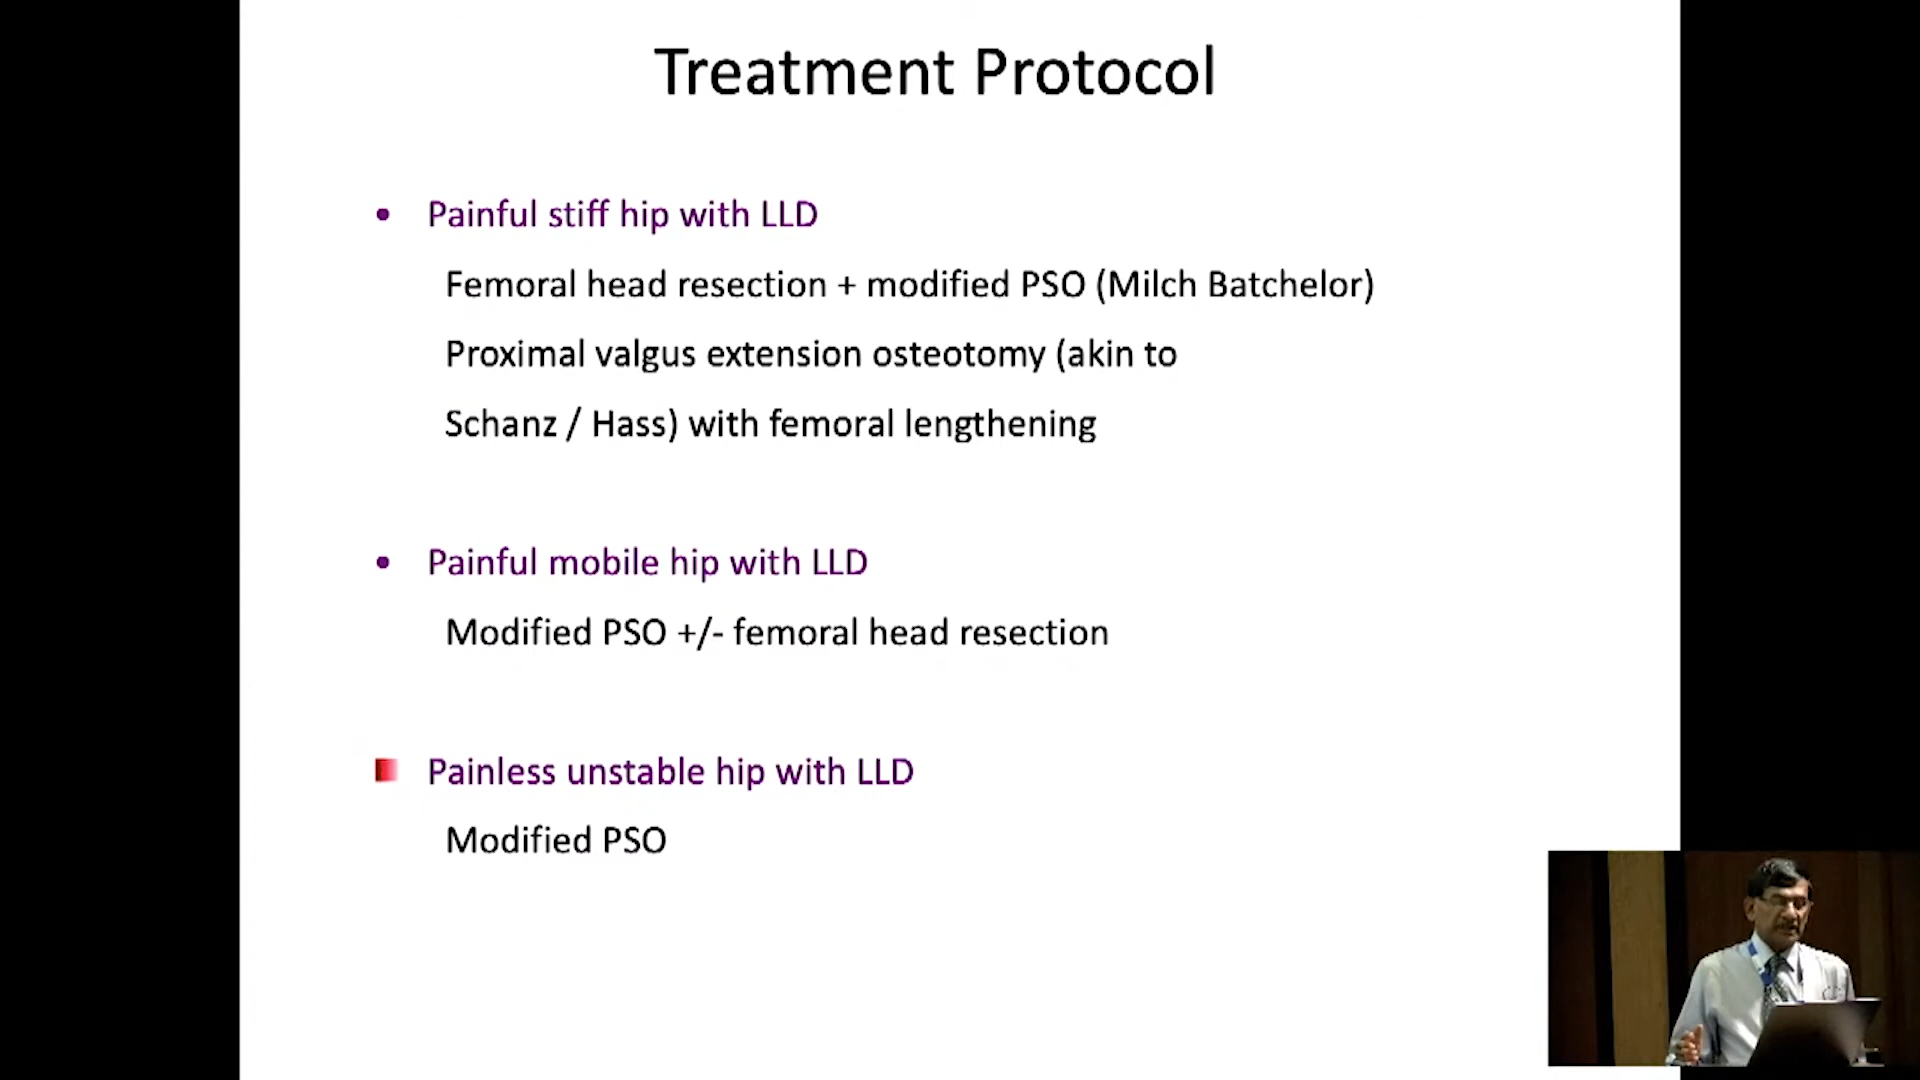 Treatment Protocol
• Painful stiff hip with LLD
Femoral head resection + modified PSO (Milch Batchelor)
Proximal valgus extension osteotomy (akin to
Schanz / Hass) with femoral lengthening
• Painful mobile hip with LLD
Modified PSO +/- femoral head resection
Painless unstable hip with LLD
Modified PSO